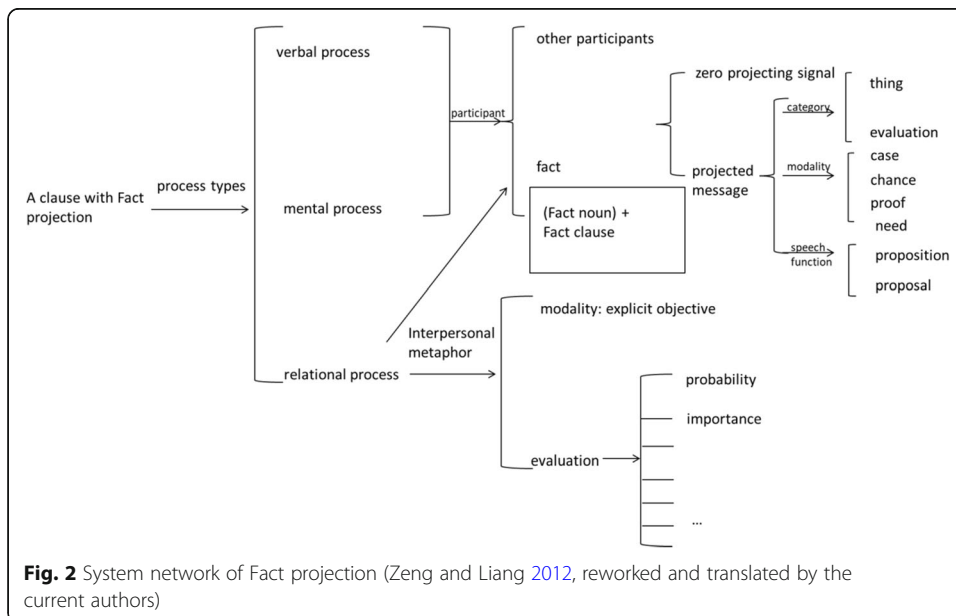 verbal process
other participants
zero projecting signal
thing
category
participant
evaluation
fact
projected
message
modality
case
chance
proof
need
process types
A clause with Fact
projection
mental process
(Fact noun) +
Fact clause
speech
function
proposition
proposal
modality: explicit objective
Interpersonal
metaphor
relational process
probability
importance
evaluation
...
Fig. 2 System network of Fact projection (Zeng and Liang 2012, reworked and translated by the
current authors)